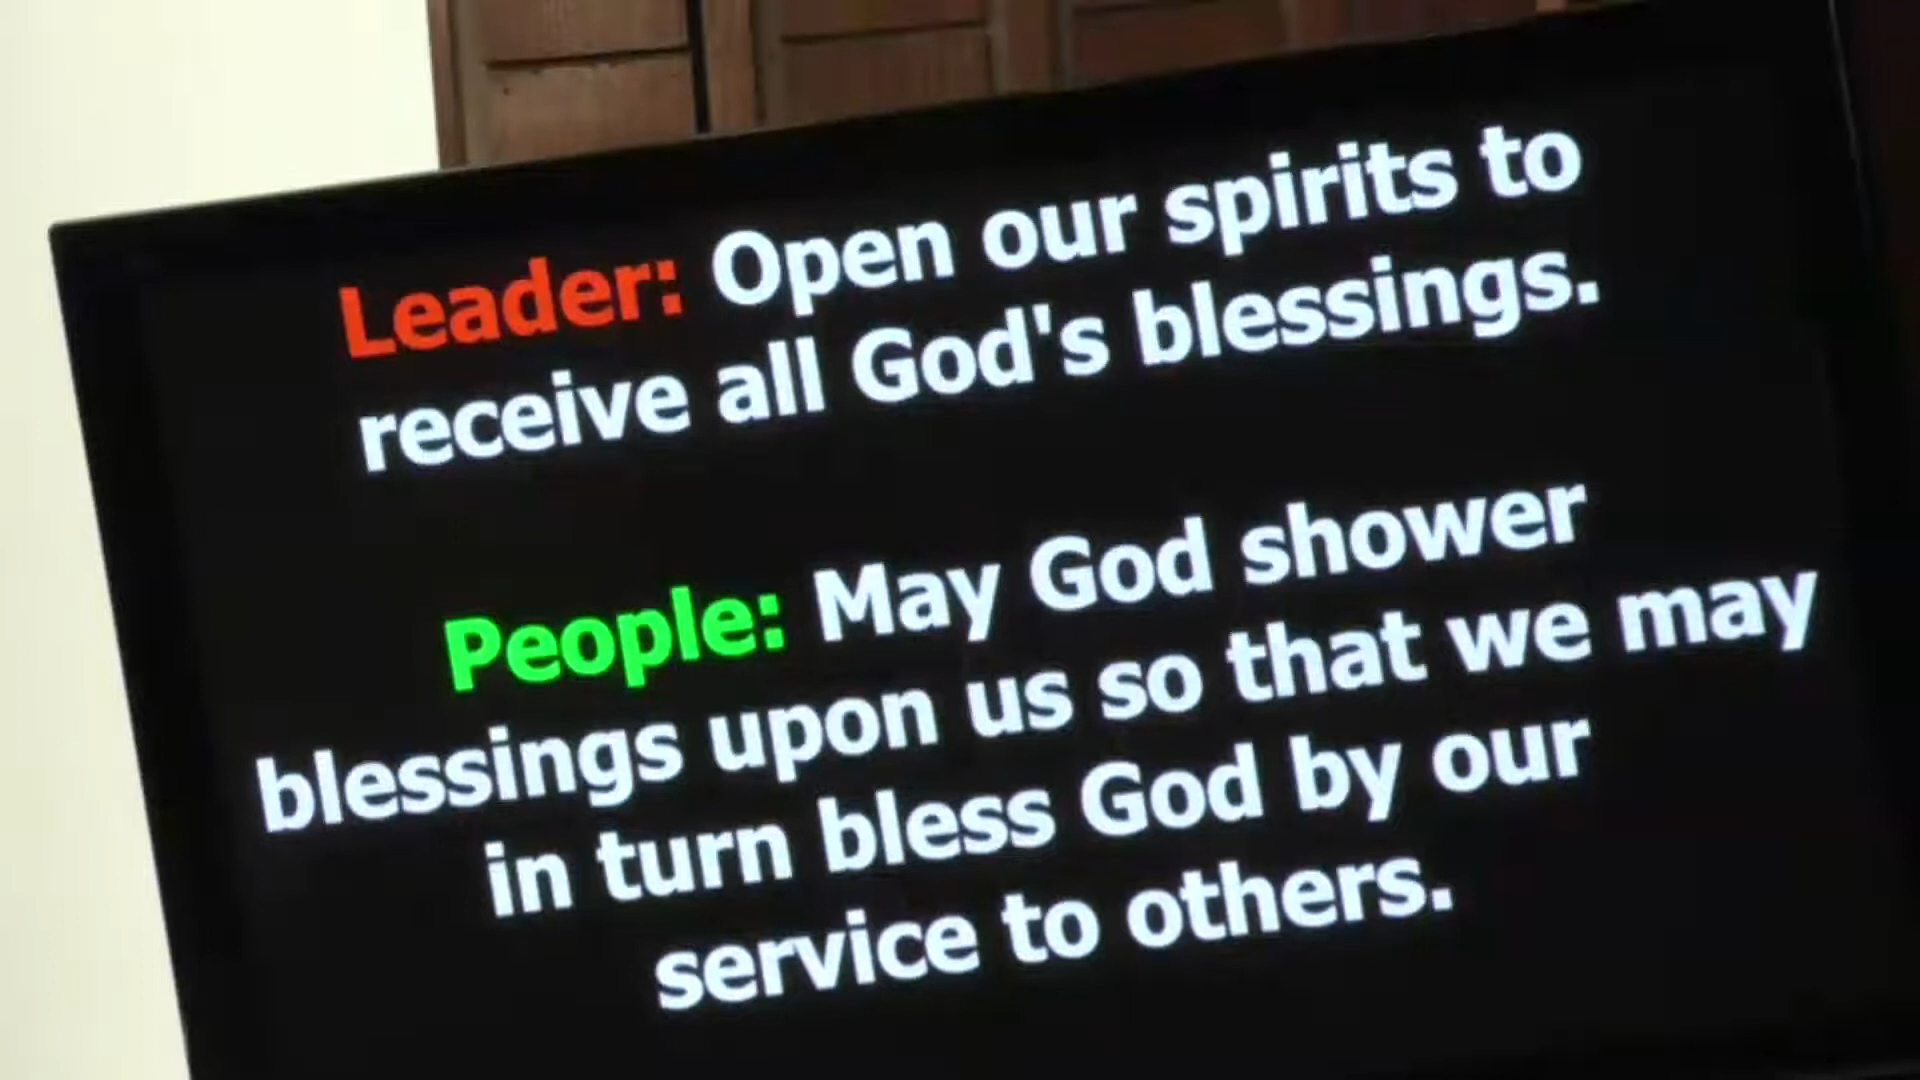 Leader: Open our spirits to
receive all God's blessings.
People: May God shower
blessings upon us so that we may
in turn bless God by our
service to others.